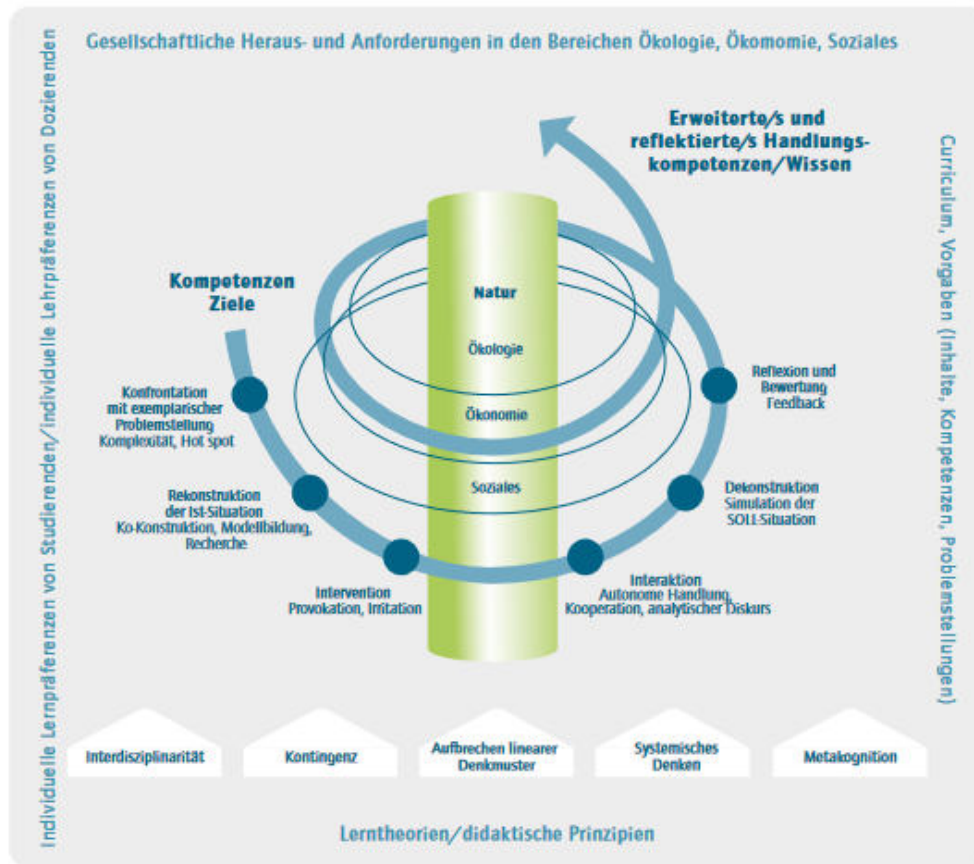 Gesellschaftliche Heraus- und Anforderungen in den Bereichen Ökologie, Ökomomie, Soziales
Individuelle Lernpräferenzen von Studierenden/individuelle Lehrpräferenzen von Dozierenden
Erweiterte/s und
reflektierte/s Handlungs-
kompetenzen/Wissen
Curriculum, Vorgaben (Inhalte, Kompetenzen, Problemstellungen)
Kompetenzen
Ziele
Natur
Ökologie
Ökonomie
Soziales
Konfrontation
mit exemplarischer
Problemstellung
Komplexität, Hot spot
Rekonstruktion
der Ist-Situation
Ko-Konstruktion, Modellbildung,
Recherche
Intervention
Provokation, Irritation
Interaktion
Autonome Handlung,
Kooperation, analytischer Diskurs
Dekonstruktion
Simulation der
SOLL-Situation
Reflexion und
Bewertung
Feedback
Interdisziplinarität
Kontingenz
Aufbrechen linearer
Denkmuster
Systemisches
Denken
Metakognition
Lerntheorien/didaktische Prinzipien